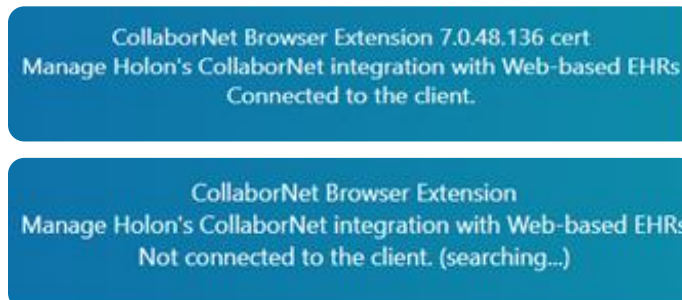 CollaborNet Browser Extension 7.0.48.136 cert
Manage Holon's CollaborNet integration with Web-based EHRs
Connected to the client.
CollaborNet Browser Extension
Manage Holon's CollaborNet integration with Web-based EHRs
Not connected to the client. (searching...)